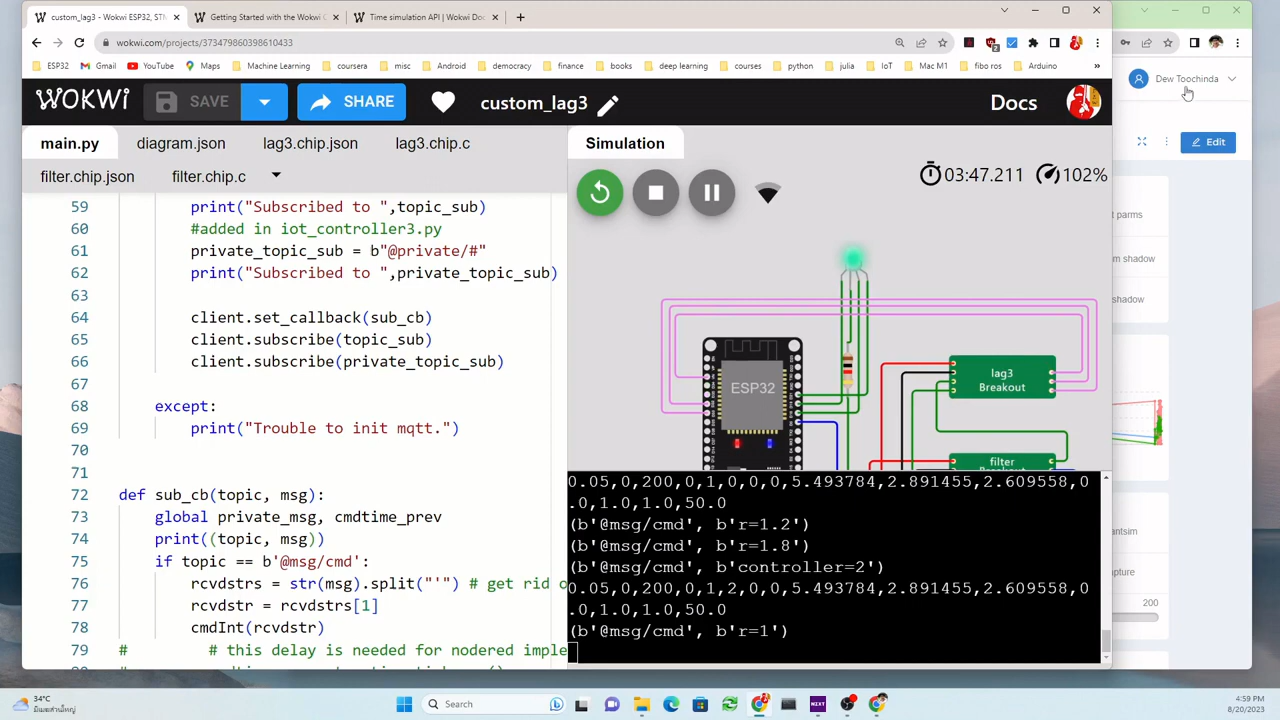 custom_lag3 - Wokwi ESP32, STM
Getting Started with the Wokwi C
Time simulation API | Wokwi Doc
wokwi.com/projects/373479860398610433
ESP32
Gmail
YouTube
Maps
Machine Learning
coursera
misc
Android
democracy
finance
books
deep learning
courses
python
julia
IoT
Mac M1
fibo ros
Arduino
Dew Toochinda
WOKWI
SAVE
SHARE
custom_lag3
Docs
Edit
main.py
diagram.json
lag3.chip.json
lag3.chip.c
filter.chip.json
filter.chip.c
Simulation
03:47.211
102%
59 print("Subscribed to ",topic_sub)
60 #added in iot_controller3.py
61 private_topic_sub = b"@private/#"
62 print("Subscribed to ",private_topic_sub)
63
64 client.set_callback(sub_cb)
65 client.subscribe(topic_sub)
66 client.subscribe(private_topic_sub)
67
68 except:
69 print("Trouble to init mqtt.")
70
71
72 def sub_cb(topic, msg):
73 global private_msg, cmdtime_prev
74 print((topic, msg))
75 if topic == b'@msg/cmd':
76 rcvdstrs = str(msg).split("'") # get rid o
77 rcvdstr = rcvdstrs[1]
78 cmdInt(rcvdstr)
79 # # this delay is needed for nodered imple
ESP32
lag3
Breakout
filter
0.05,0,200,0,1,0,0,0,5.493784,2.891455,2.609558,0
.0,1.0,1.0,50.0
(b'@msg/cmd', b'r=1.2')
(b'@msg/cmd', b'r=1.8')
(b'@msg/cmd', b'controller=2')
0.05,0,200,0,1,2,0,0,5.493784,2.891455,2.609558,0
.0,1.0,1.0,50.0
(b'@msg/cmd', b'r=1')
t parms
m shadow
shadow
antsim
pture
200
34°C
Search
4:59 PM
8/20/2023